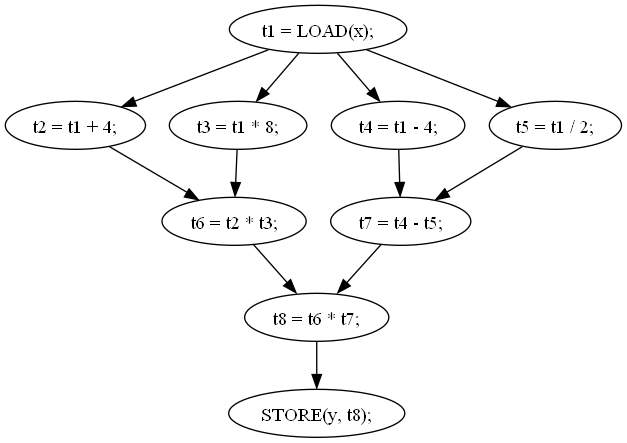 t1 = LOAD(x);
t2 = t1 + 4;
t3 = t1 * 8;
t4 = t1 - 4;
t5 = t1 / 2;
t6 = t2 * t3;
t7 = t4 - t5;
t8 = t6 * t7;
STORE(y, t8);